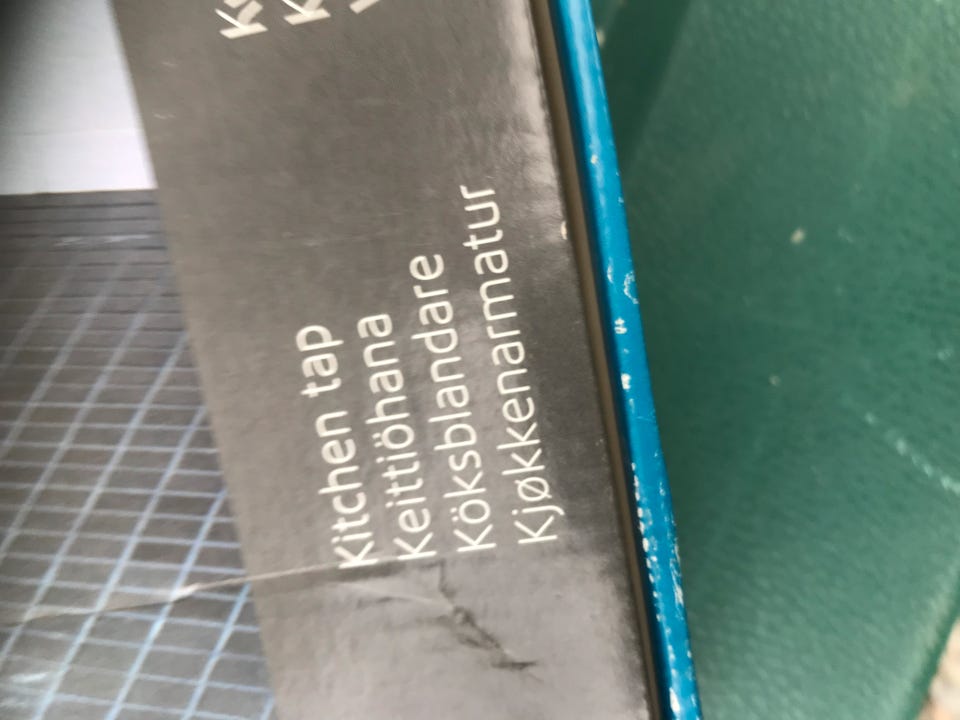 Kitchen tap
Keittiöhana
Köksblandare
Kjøkkenarmatur